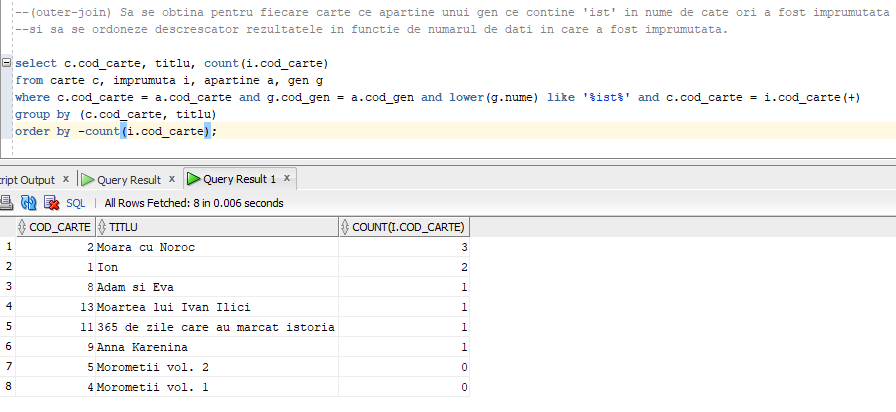 --(outer-join) Sa se obtina pentru fiecare carte ce apartine unui gen ce contine 'ist' in nume de cate ori a fost imprumutata
--si sa se ordoneze descrescator rezultatele in functie de numarul de dati in care a fost imprumutata.
select c.cod_carte, titlu, count(i.cod_carte)
from carte c, imprumuta i, apartine a, gen g
where c.cod_carte = a.cod_carte and g.cod_gen = a.cod_gen and lower(g.nume) like '%ist%' and c.cod_carte = i.cod_carte(+)
group by (c.cod_carte, titlu)
order by -count(i.cod_carte);
ript Output x Query Result x Query Result 1 x
SQL | All Rows Fetched: 8 in 0.006 seconds
COD_CARTE TITLU COUNT(I.COD_CARTE)
1 2 Moara cu Noroc 3
2 1 Ion 2
3 8 Adam si Eva 1
4 13 Moartea lui Ivan Ilici 1
5 11 365 de zile care au marcat istoria 1
6 9 Anna Karenina 1
7 5 Morometii vol. 2 0
8 4 Morometii vol. 1 0